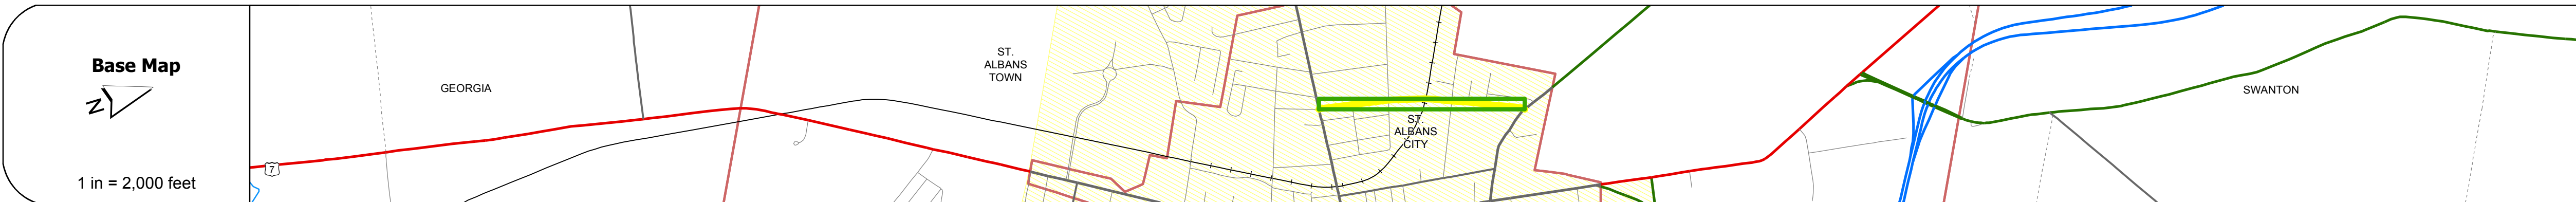 Base Map
N
1 in = 2,000 feet
7
GEORGIA
ST.
ALBANS
TOWN
ST.
ALBANS
CITY
SWANTON